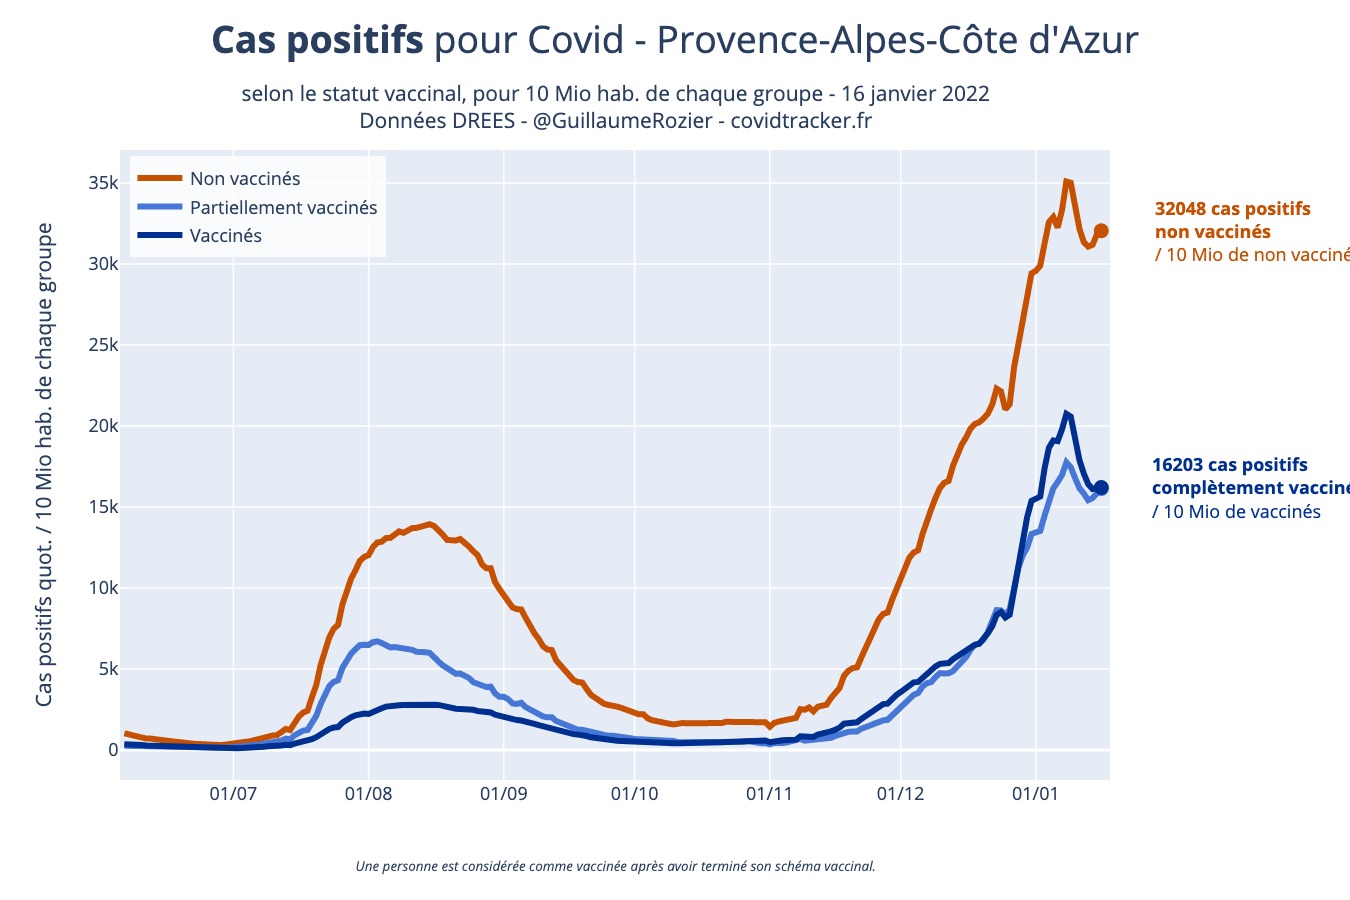 Cas positifs pour Covid - Provence-Alpes-Côte d'Azur
selon le statut vaccinal, pour 10 Mio hab. de chaque groupe - 16 janvier 2022
Données DREES - @GuillaumeRozier - covidtracker.fr
Cas positifs quot. / 10 Mio hab. de chaque groupe
35k
30k
25k
20k
15k
10k
5k
0
Non vaccinés
Partiellement vaccinés
Vaccinés
32048 cas positifs
non vaccinés
/ 10 Mio de non vacciné
16203 cas positifs
complètement vacciné
/ 10 Mio de vaccinés
01/07
01/08
01/09
01/10
01/11
01/12
01/01
Une personne est considérée comme vaccinée après avoir terminé son schéma vaccinal.